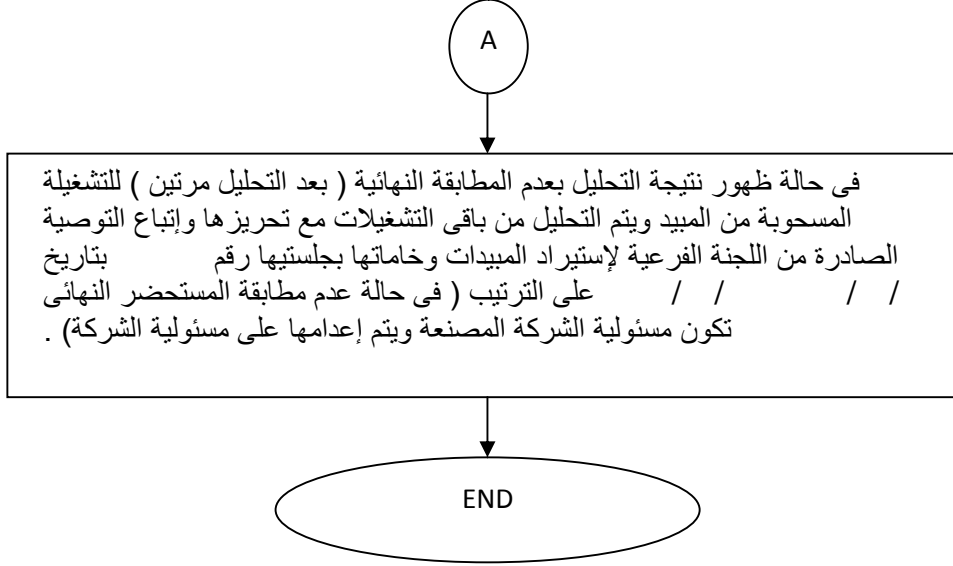 A
فى حالة ظهور نتيجة التحليل بعدم المطابقة النهائية ( بعد التحليل مرتين ) للتشغيلة
المسحوبة من المبيد ويتم التحليل من باقى التشغيلات مع تحريزها وإتباع التوصية
الصادرة من اللجنة الفرعية لإستيراد المبيدات وخاماتها بجلستيها رقم بتاريخ
/ / / / على الترتيب ( فى حالة عدم مطابقة المستحضر النهائى
تكون مسئولية الشركة المصنعة ويتم إعدامها على مسئولية الشركة) .
END